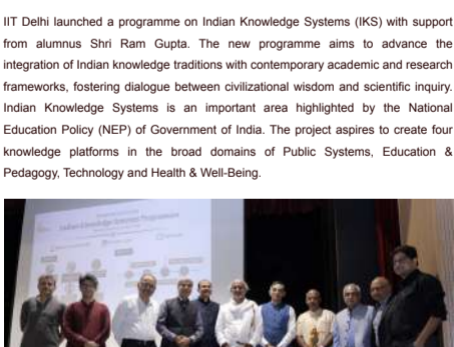 IIT Delhi launched a programme on Indian Knowledge Systems (IKS) with support
from alumnus Shri Ram Gupta. The new programme aims to advance the
integration of Indian knowledge traditions with contemporary academic and research
frameworks, fostering dialogue between civilizational wisdom and scientific inquiry.
Indian Knowledge Systems is an important area highlighted by the National
Education Policy (NEP) of Government of India. The project aspires to create four
knowledge platforms in the broad domains of Public Systems, Education &
Pedagogy, Technology and Health & Well-Being.
Indian Knowledge Systems Programme